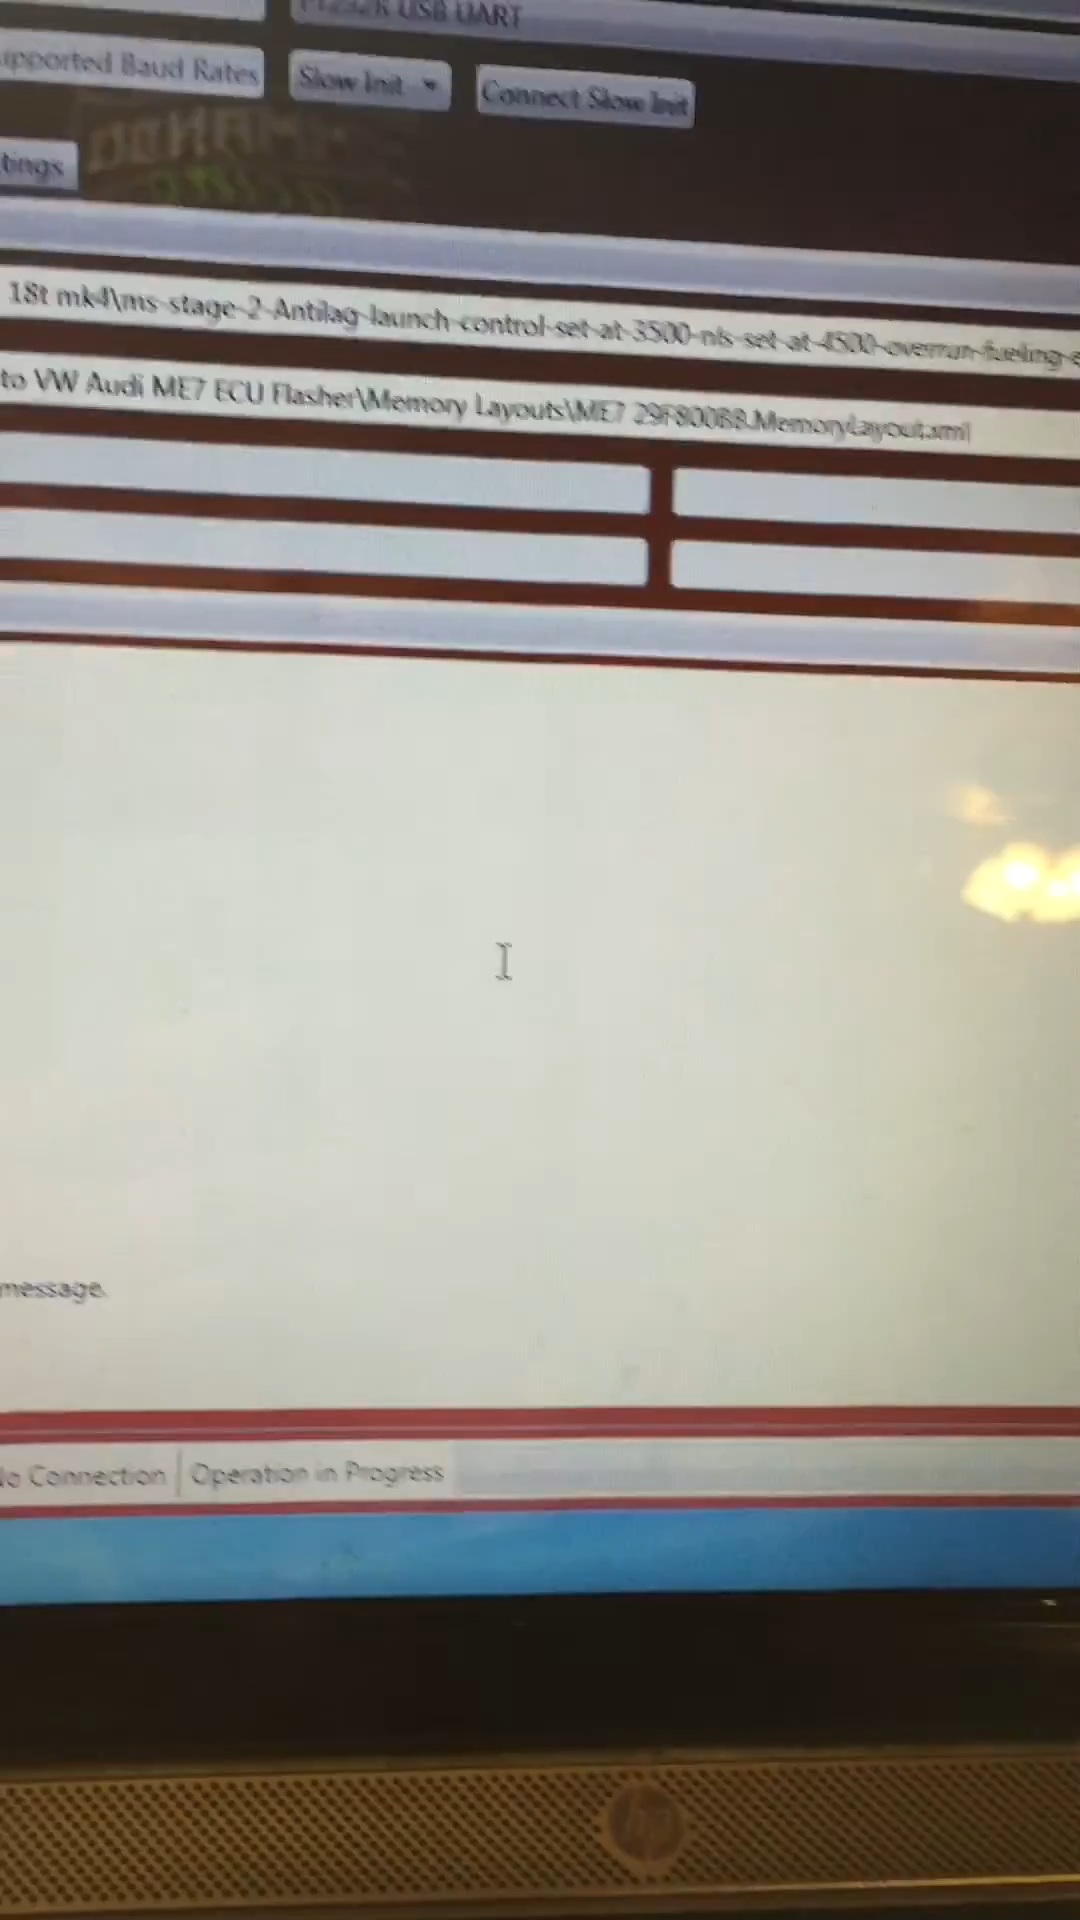 USB UART
Baud Rates
Slow Init
Connect Slow Init
tings
18t mk4\ms-stage-2-Antilag-launch-control-set-at-3500-nls-set-at-4500-overrun-fueling-
to VW Audi ME7 ECU Flasher\Memory Layouts\ME7 29F800BB.MemoryLayout.xml
message.
Connection
Operation in Progress
hp